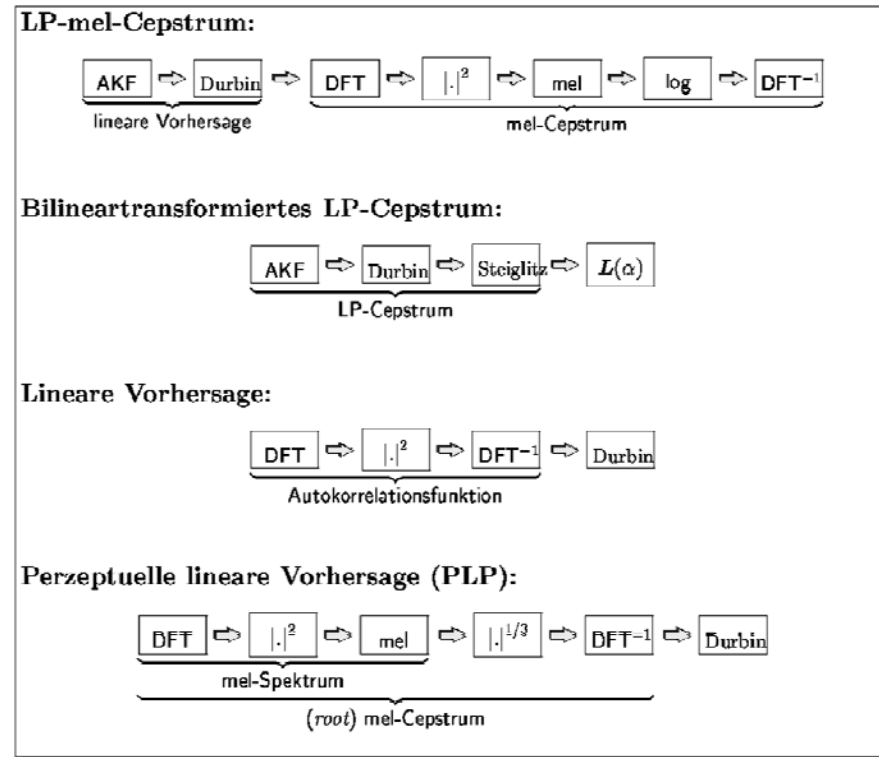 LP-mel-Cepstrum:
AKF ⇨ Durbin ⇨ DFT ⇨ |.|² ⇨ mel ⇨ log ⇨ DFT⁻¹
lineare Vorhersage mel-Cepstrum
Bilineartransformiertes LP-Cepstrum:
AKF ⇨ Durbin ⇨ Steiglitz ⇨ L(α)
LP-Cepstrum
Lineare Vorhersage:
DFT ⇨ |.|² ⇨ DFT⁻¹ ⇨ Durbin
Autokorrelationsfunktion
Perzeptuelle lineare Vorhersage (PLP):
DFT ⇨ |.|² ⇨ mel ⇨ |.|¹ᐟ³ ⇨ DFT⁻¹ ⇨ Durbin
mel-Spektrum
(root) mel-Cepstrum